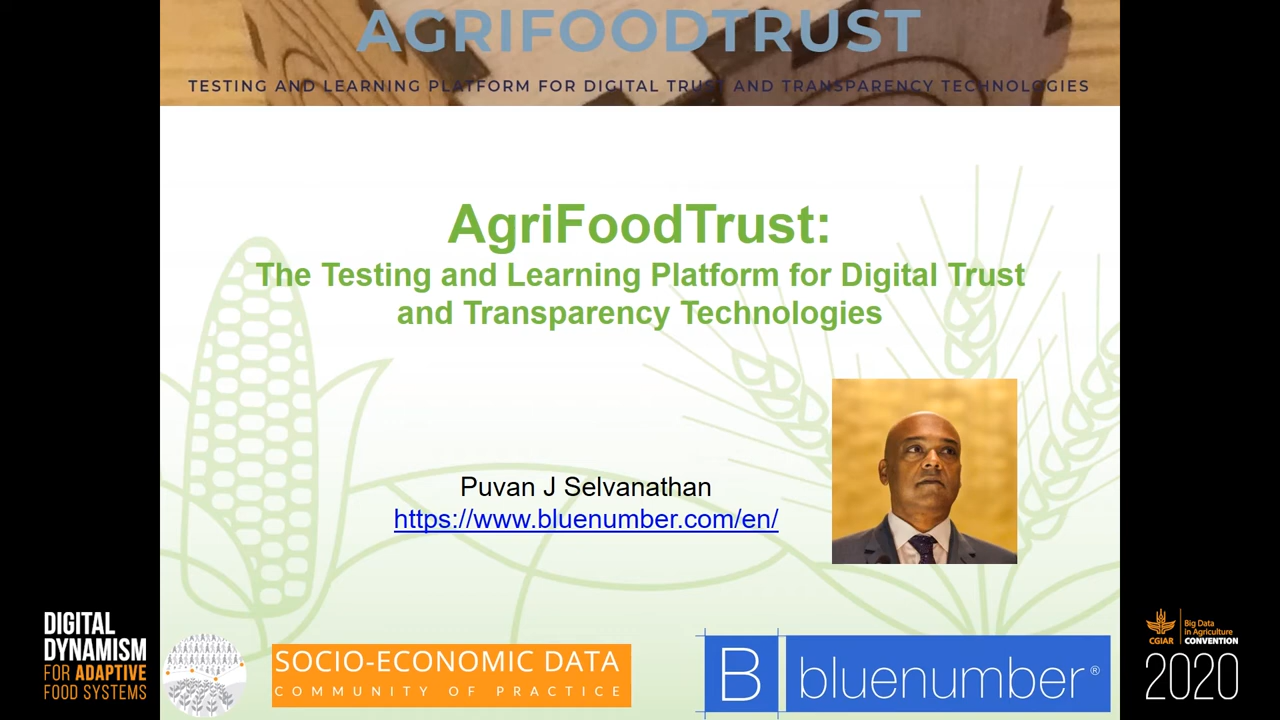 AGRIFOODTRUST
TESTING AND LEARNING PLATFORM FOR DIGITAL TRUST AND TRANSPARENCY TECHNOLOGIES
AgriFoodTrust:
The Testing and Learning Platform for Digital Trust
and Transparency Technologies
Puvan J Selvanathan
https://www.bluenumber.com/en/
DIGITAL
DYNAMISM
FOR ADAPTIVE
FOOD SYSTEMS
SOCIO-ECONOMIC DATA
COMMUNITY OF PRACTICE
B bluenumber®
CGIAR
Big Data
in Agriculture
CONVENTION
2020